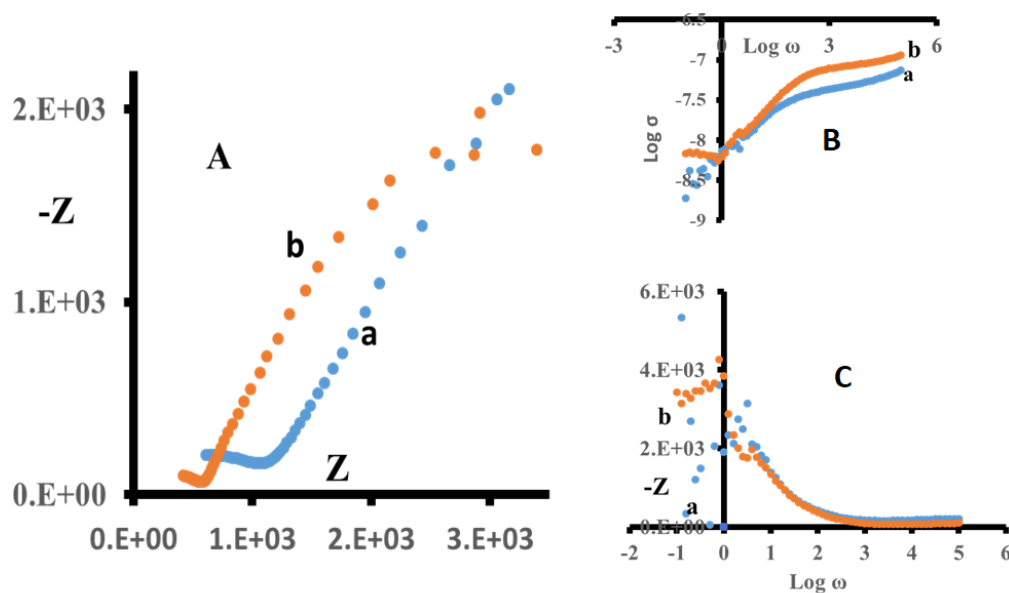 2.E+03
A
-Z
b
1.E+03
a
Z
0.E+00
0.E+00 1.E+03 2.E+03 3.E+03
-6.5
-3 0 3 6
Log ω
b
-7
a
-7.5
Log σ
B
-8
-8.5
-9
6.E+03
4.E+03
C
b
2.E+03
-Z
a
0.E+00
-2 -1 0 1 2 3 4 5 6
Log ω